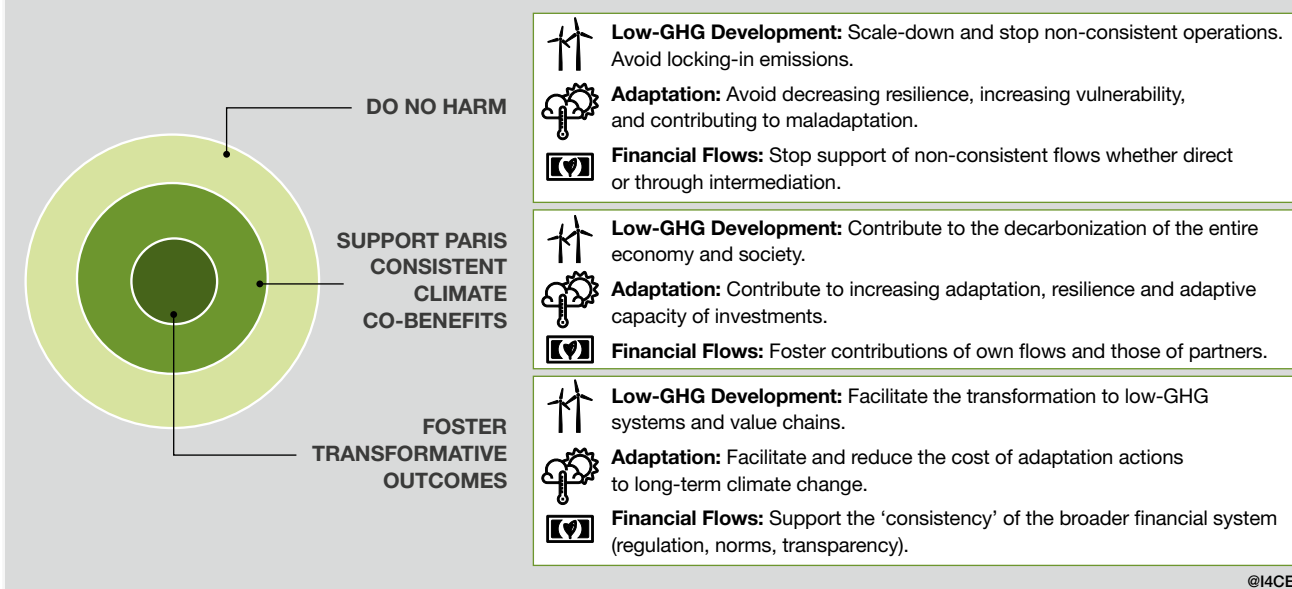 DO NO HARM
Low-GHG Development: Scale-down and stop non-consistent operations.
Avoid locking-in emissions.
Adaptation: Avoid decreasing resilience, increasing vulnerability,
and contributing to maladaptation.
Financial Flows: Stop support of non-consistent flows whether direct
or through intermediation.
SUPPORT PARIS
CONSISTENT
CLIMATE
CO-BENEFITS
Low-GHG Development: Contribute to the decarbonization of the entire
economy and society.
Adaptation: Contribute to increasing adaptation, resilience and adaptive
capacity of investments.
Financial Flows: Foster contributions of own flows and those of partners.
FOSTER
TRANSFORMATIVE
OUTCOMES
Low-GHG Development: Facilitate the transformation to low-GHG
systems and value chains.
Adaptation: Facilitate and reduce the cost of adaptation actions
to long-term climate change.
Financial Flows: Support the ‘consistency’ of the broader financial system
(regulation, norms, transparency).
@I4CE